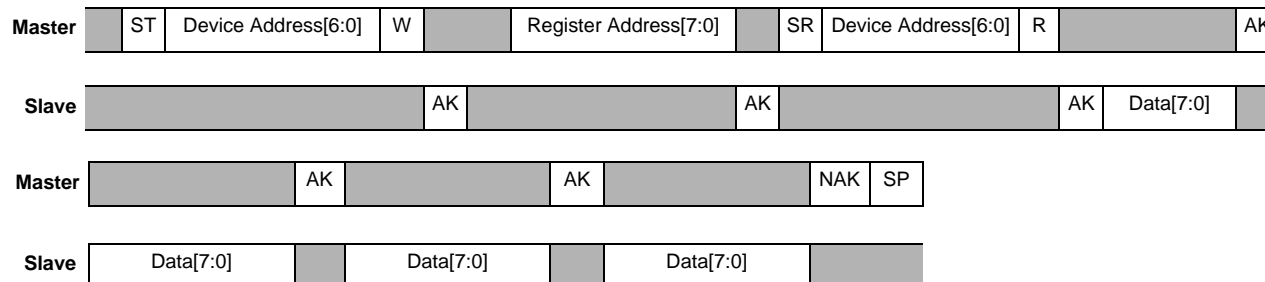 Master ST Device Address[6:0] W Register Address[7:0] SR Device Address[6:0] R AK
Slave AK AK AK Data[7:0]
Master AK AK NAK SP
Slave Data[7:0] Data[7:0] Data[7:0]